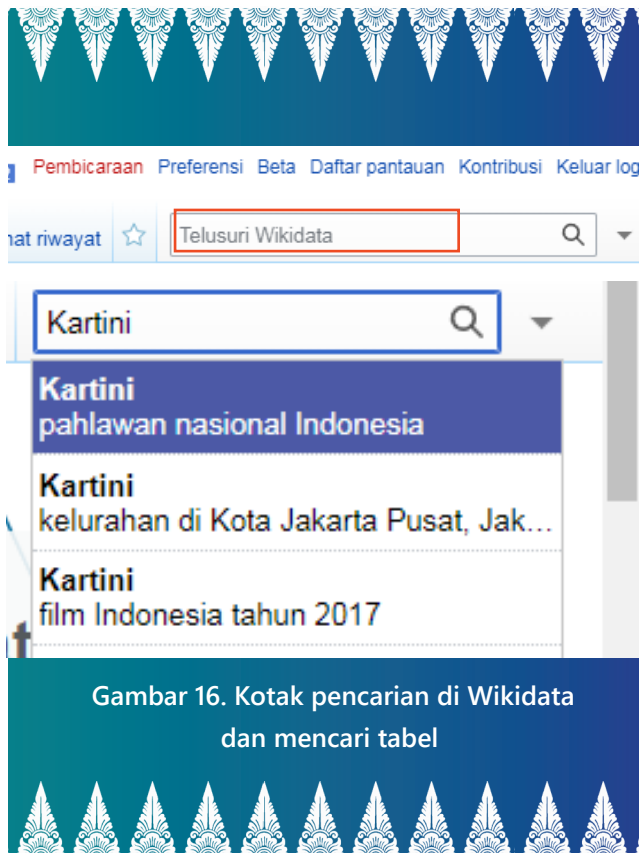 Pembicaraan Preferensi Beta Daftar pantauan Kontribusi Keluar log
riwayat Telusuri Wikidata
Kartini
Kartini
pahlawan nasional Indonesia
Kartini
kelurahan di Kota Jakarta Pusat, Jak...
Kartini
film Indonesia tahun 2017
Gambar 16. Kotak pencarian di Wikidata
dan mencari tabel